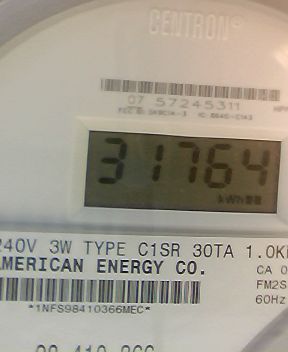 CENTRON®
07 57245311
31764
kWh
240V 3W TYPE C1SR 30TA 1.0K
AMERICAN ENERGY CO.
CA 0
FM2S
60Hz
*1NFS98410366MEC*